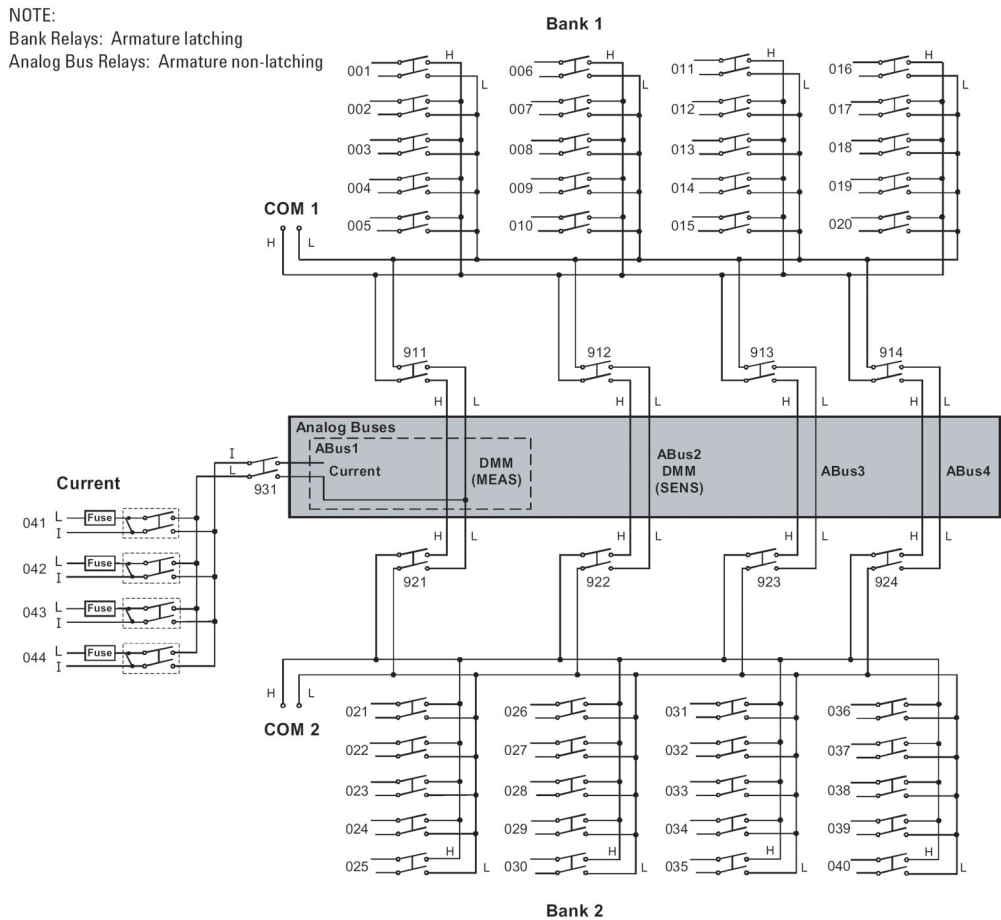 NOTE:
Bank Relays: Armature latching
Analog Bus Relays: Armature non-latching
Bank 1
H H H H
001 006 011 016
L L L L
002 007 012 017
003 008 013 018
004 009 014 019
COM 1
005 010 015 020
H L
911 912 913 914
H L H L H L H L
Analog Buses
ABus1
Current
DMM
(MEAS)
ABus2
DMM
(SENS)
ABus3
ABus4
I
L
931
Current
041 L Fuse
I
042 L Fuse
I
043 L Fuse
I
044 L Fuse
I
H L H L H L H L
921 922 923 924
H L
COM 2
021 026 031 036
022 027 032 037
023 028 033 038
024 029 034 039
H H H H
025 030 035 040
L L L L
Bank 2